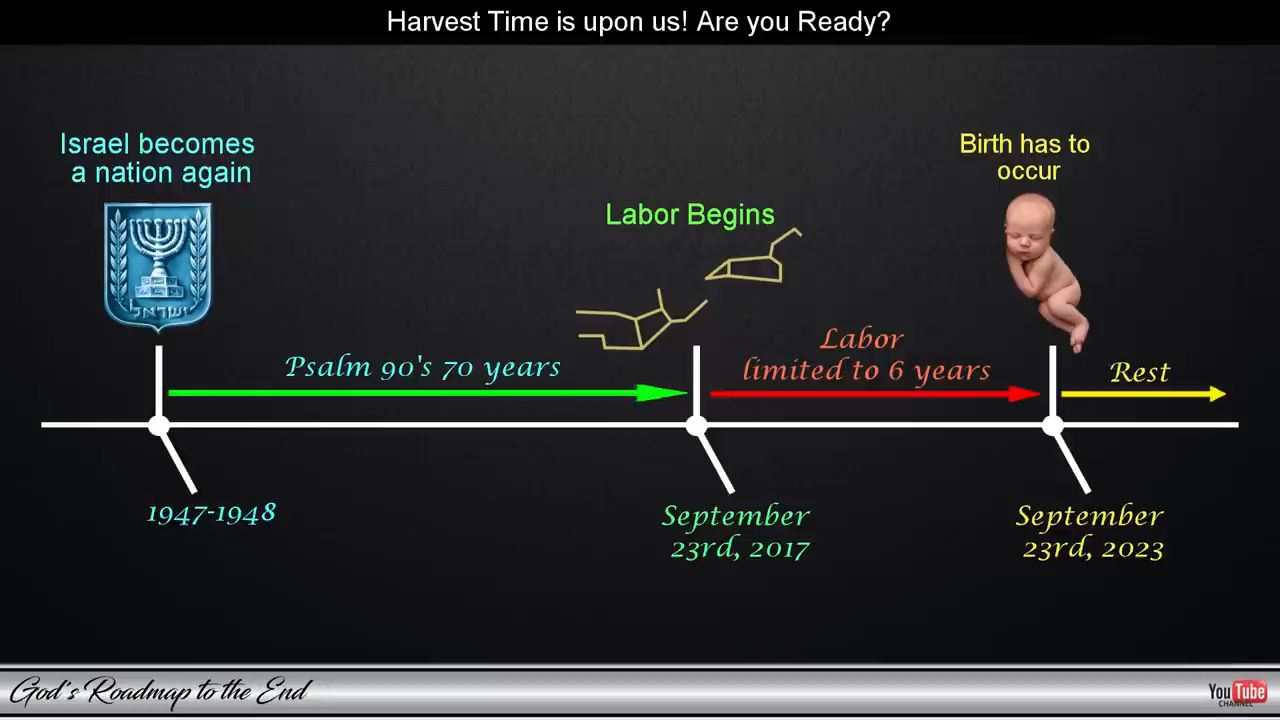 Harvest Time is upon us! Are you Ready?
Israel becomes
a nation again
ישראל
Psalm 90's 70 years
1947-1948
Labor Begins
September
23rd, 2017
Labor
limited to 6 years
Birth has to
occur
September
23rd, 2023
Rest
God's Roadmap to the End
YouTube
CHANNEL